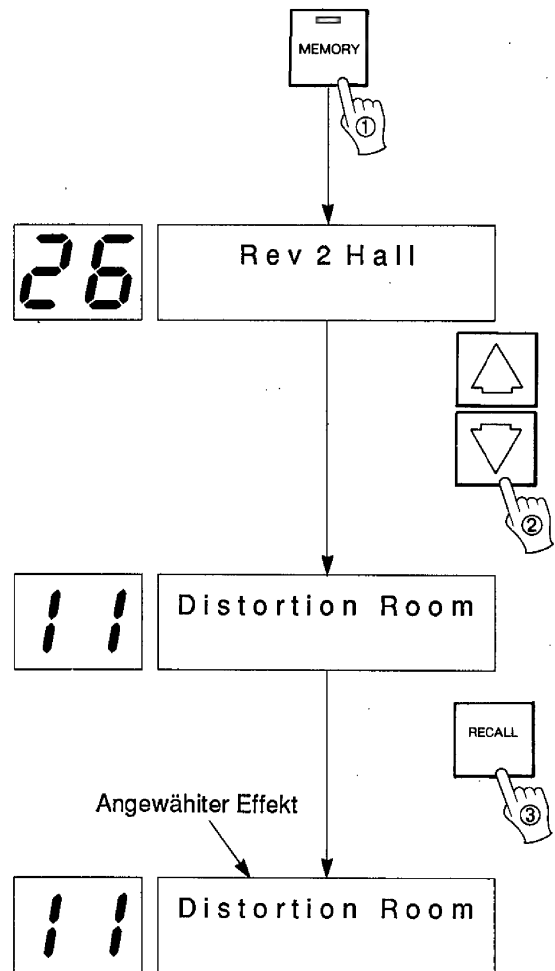 MEMORY
①
26
Rev 2 Hall
②
11
Distortion Room
RECALL
③
Angewähiter Effekt
11
Distortion Room